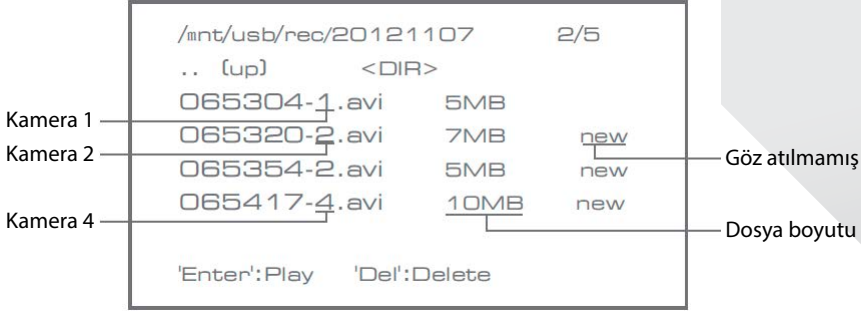 /mnt/usb/rec/20121107 2/5
.. (up) <DIR>
065304-1.avi 5MB
Kamera 1
065320-2.avi 7MB new
Kamera 2
Göz atılmamış
065354-2.avi 5MB new
065417-4.avi 10MB new
Kamera 4
Dosya boyutu
'Enter':Play 'Del':Delete